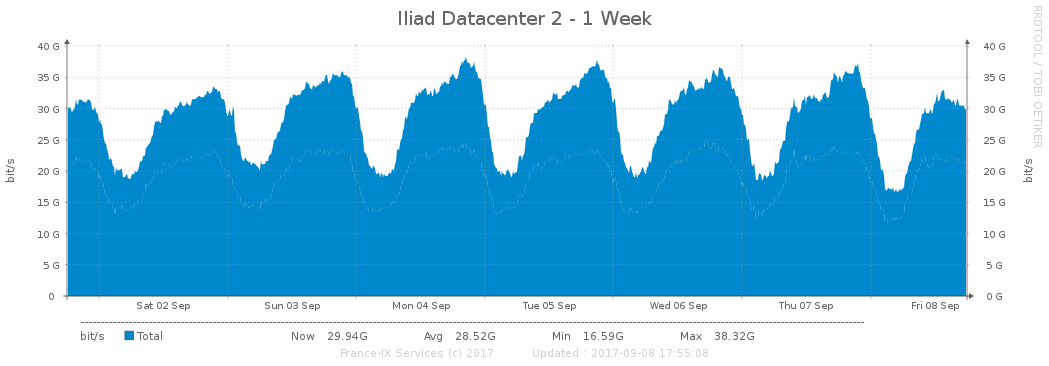 Iliad Datacenter 2 - 1 Week
RRDTOOL / TOBI OETIKER
40 G 40 G
35 G 35 G
30 G 30 G
25 G 25 G
20 G 20 G
15 G 15 G
10 G 10 G
5 G 5 G
0 0 G
bit/s bit/s
Sat 02 Sep Sun 03 Sep Mon 04 Sep Tue 05 Sep Wed 06 Sep Thu 07 Sep Fri 08 Sep
bit/s Total Now 29.94G Avg 28.52G Min 16.59G Max 38.32G
France-IX Services (c) 2017 Updated : 2017-09-08 17:55:08